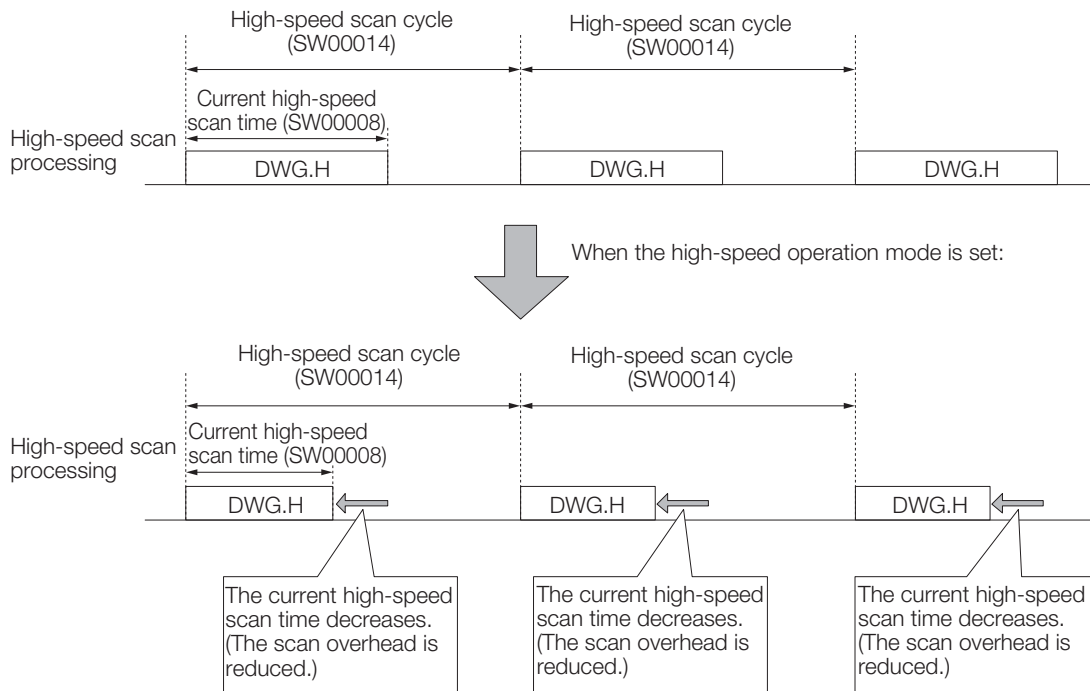 High-speed scan cycle
(SW00014)
High-speed scan cycle
(SW00014)
Current high-speed
scan time (SW00008)
High-speed scan
processing
DWG.H
DWG.H
DWG.H
When the high-speed operation mode is set:
High-speed scan cycle
(SW00014)
High-speed scan cycle
(SW00014)
High-speed scan
processing
Current high-speed
scan time (SW00008)
DWG.H
DWG.H
DWG.H
The current high-speed
scan time decreases.
(The scan overhead is
reduced.)
The current high-speed
scan time decreases.
(The scan overhead is
reduced.)
The current high-speed
scan time decreases.
(The scan overhead is
reduced.)